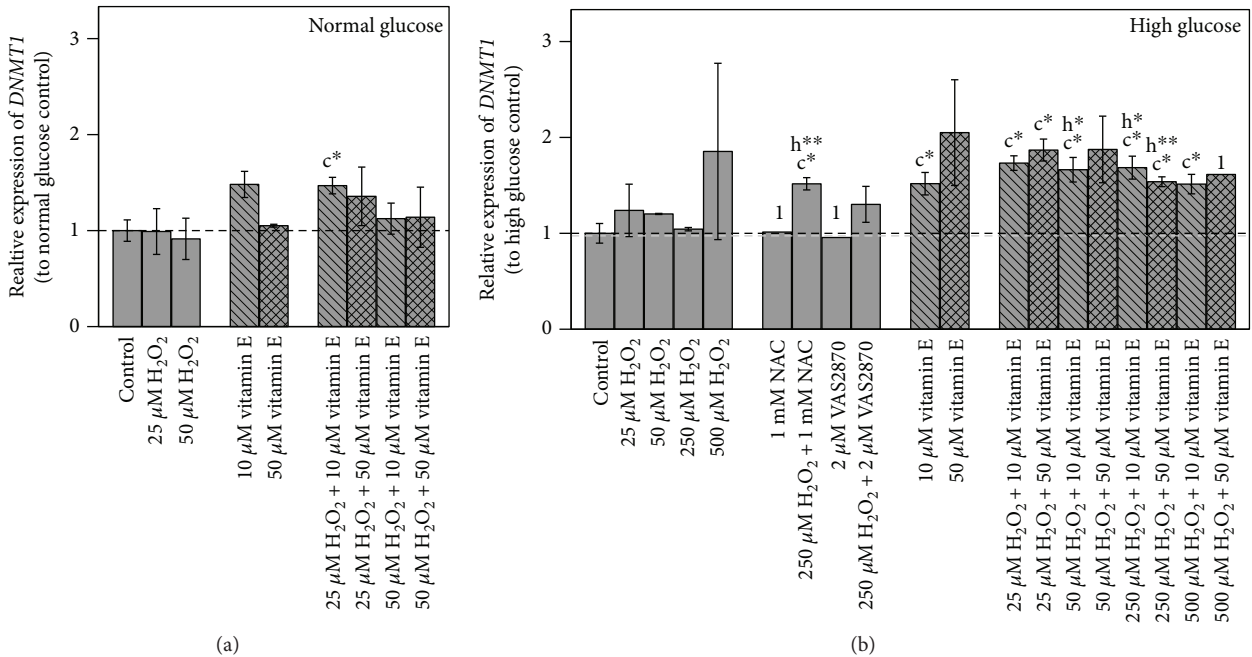 Normal glucose
Realtive expression of DNMT1
(to normal glucose control)
3
2
1
0
c*
Control
25 μM H₂O₂
50 μM H₂O₂
10 μM vitamin E
50 μM vitamin E
25 μM H₂O₂ + 10 μM vitamin E
25 μM H₂O₂ + 50 μM vitamin E
50 μM H₂O₂ + 10 μM vitamin E
50 μM H₂O₂ + 50 μM vitamin E
(a)
High glucose
Relative expression of DNMT1
(to high glucose control)
3
2
1
0
1
h**
c*
1
c*
c*
c*
h*
c*
h*
c*
h**
c*
c*
1
Control
25 μM H₂O₂
50 μM H₂O₂
250 μM H₂O₂
500 μM H₂O₂
1 mM NAC
250 μM H₂O₂ + 1 mM NAC
2 μM VAS2870
250 μM H₂O₂ + 2 μM VAS2870
10 μM vitamin E
50 μM vitamin E
25 μM H₂O₂ + 10 μM vitamin E
25 μM H₂O₂ + 50 μM vitamin E
50 μM H₂O₂ + 10 μM vitamin E
50 μM H₂O₂ + 50 μM vitamin E
250 μM H₂O₂ + 10 μM vitamin E
250 μM H₂O₂ + 50 μM vitamin E
500 μM H₂O₂ + 10 μM vitamin E
500 μM H₂O₂ + 50 μM vitamin E
(b)